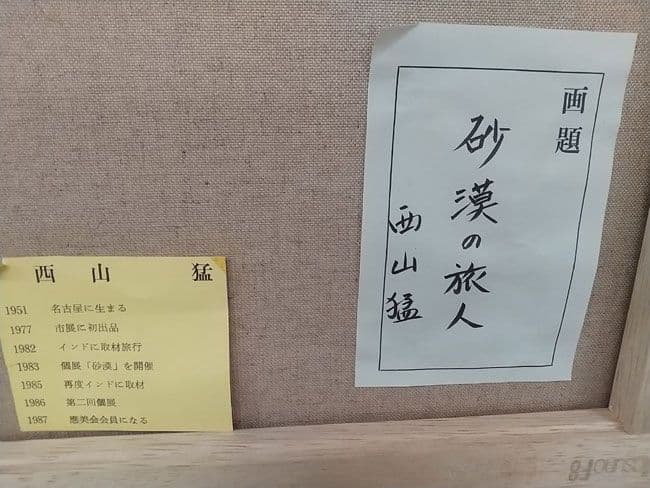 画題
砂漠の旅人
西山猛
西山 猛
1951 名古屋に生まる
1977 市展に初出品
1982 インドに取材旅行
1983 個展「砂漠」を開催
1985 再度インドに取材
1986 第二回個展
1987 應美会会員になる